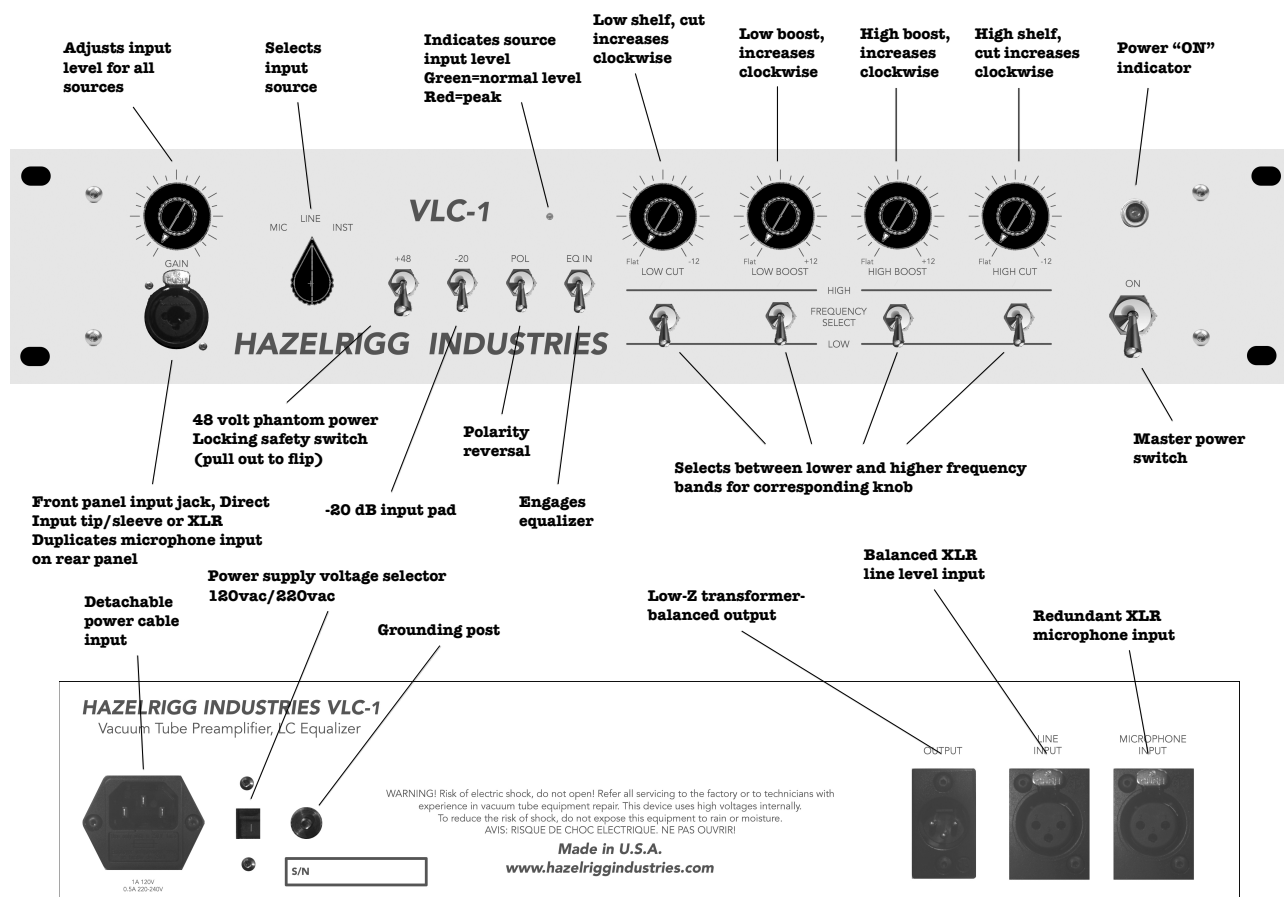 Adjusts input
level for all
sources
Selects
input
source
Indicates source
input level
Green=normal level
Red=peak
Low shelf, cut
increases
clockwise
Low boost,
increases
clockwise
High boost,
increases
clockwise
High shelf,
cut increases
clockwise
Power “ON”
indicator
MIC LINE INST
VLC-1
GAIN
+48
-20
POL
EQ IN
Flat -12
LOW CUT
Flat +12
LOW BOOST
Flat +12
HIGH BOOST
Flat -12
HIGH CUT
ON
HIGH
FREQUENCY
SELECT
LOW
HAZELRIGG INDUSTRIES
48 volt phantom power
Locking safety switch
(pull out to flip)
Polarity
reversal
Selects between lower and higher frequency
bands for corresponding knob
Master power
switch
Front panel input jack, Direct
Input tip/sleeve or XLR
Duplicates microphone input
on rear panel
-20 dB input pad
Engages
equalizer
Detachable
power cable
input
Power supply voltage selector
120vac/220vac
Grounding post
Low-Z transformer-
balanced output
Balanced XLR
line level input
Redundant XLR
microphone input
HAZELRIGG INDUSTRIES VLC-1
Vacuum Tube Preamplifier, LC Equalizer
OUTPUT
LINE
INPUT
MICROPHONE
INPUT
WARNING! Risk of electric shock, do not open! Refer all servicing to the factory or to technicians with
experience in vacuum tube equipment repair. This device uses high voltages internally.
To reduce the risk of shock, do not expose this equipment to rain or moisture.
AVIS: RISQUE DE CHOC ELECTRIQUE. NE PAS OUVRIR!
Made in U.S.A.
www.hazelriggindustries.com
S/N
1A 120V
0.5A 220-240V